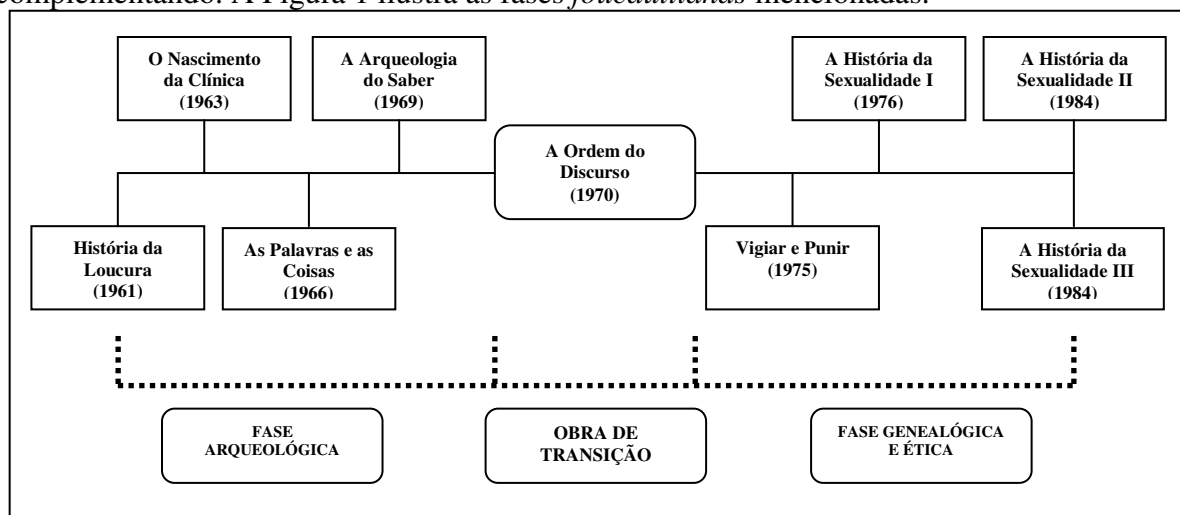 complementando. A Figura 1 ilustra as fases foucaultianas mencionadas.
O Nascimento
da Clínica
(1963)
A Arqueologia
do Saber
(1969)
A História da
Sexualidade I
(1976)
A História da
Sexualidade II
(1984)
A Ordem do
Discurso
(1970)
História da
Loucura
(1961)
As Palavras e as
Coisas
(1966)
Vigiar e Punir
(1975)
A História da
Sexualidade III
(1984)
FASE
ARQUEOLÓGICA
OBRA DE
TRANSIÇÃO
FASE GENEALÓGICA
E ÉTICA